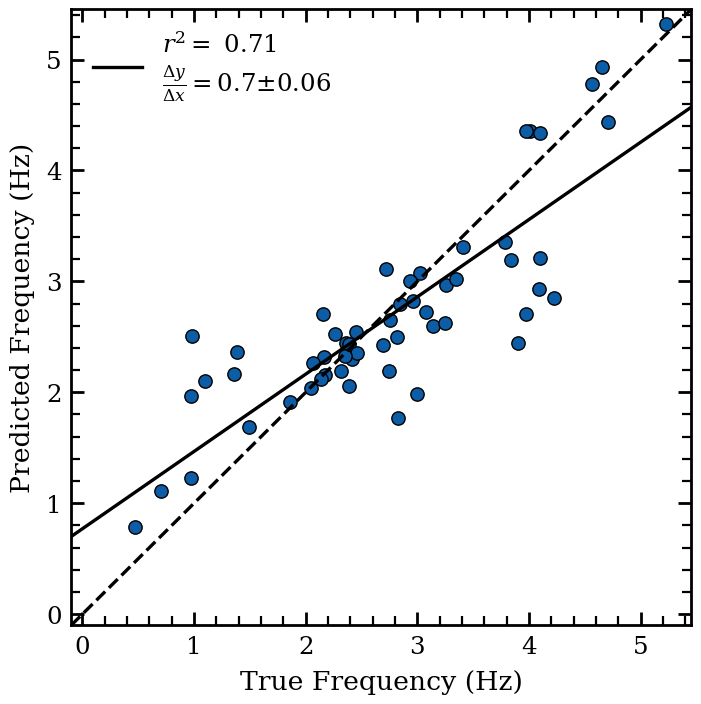 r² = 0.71
Δy/Δx = 0.7±0.06
5
4
3
2
1
0
Predicted Frequency (Hz)
0 1 2 3 4 5
True Frequency (Hz)